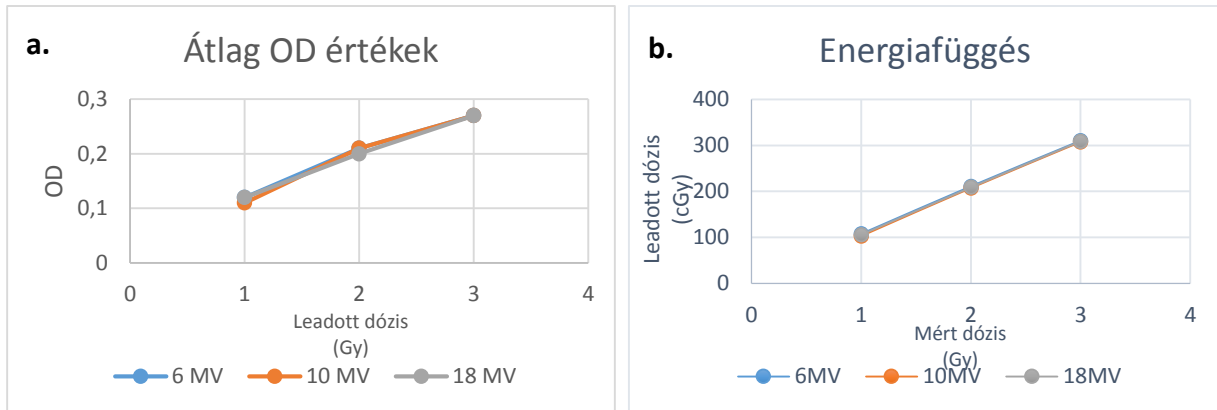 a.
Átlag OD értékek
OD
0,3
0,2
0,1
0
0 1 2 3 4
Leadott dózis
(Gy)
6 MV 10 MV 18 MV
b.
Energiafüggés
Leadott dózis
(cGy)
400
300
200
100
0
0 1 2 3 4
Mért dózis
(Gy)
6MV 10MV 18MV